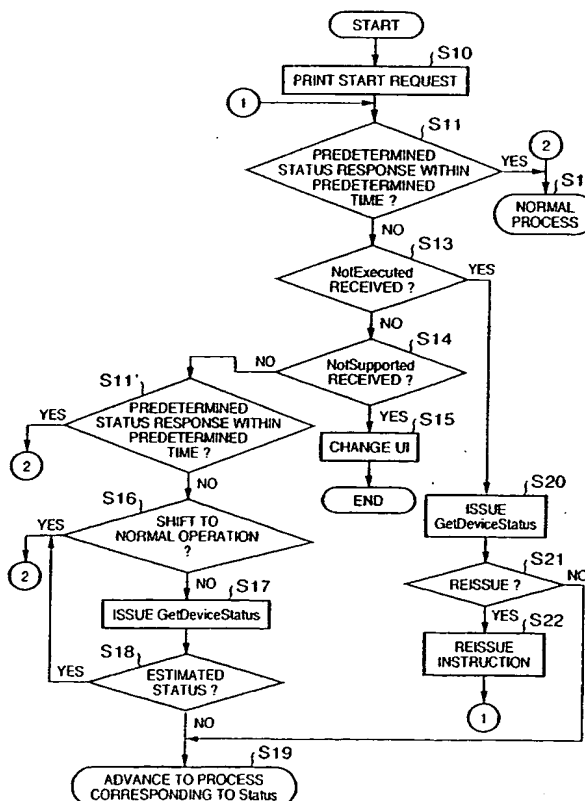 START
S10
PRINT START REQUEST
1
S11
PREDETERMINED
STATUS RESPONSE WITHIN
PREDETERMINED
TIME ?
YES
2
S1
NORMAL
PROCESS
NO
S13
NotExecuted
RECEIVED ?
YES
NO
S14
NotSupported
RECEIVED ?
NO
YES
S15
CHANGE UI
END
S11'
PREDETERMINED
STATUS RESPONSE WITHIN
PREDETERMINED
TIME ?
YES
2
NO
S16
SHIFT TO
NORMAL OPERATION
?
YES
2
NO
S17
ISSUE GetDeviceStatus
S18
ESTIMATED
STATUS ?
YES
NO
S20
ISSUE
GetDeviceStatus
S21
REISSUE ?
NO
YES
S22
REISSUE
INSTRUCTION
1
S19
ADVANCE TO PROCESS
CORRESPONDING TO Status